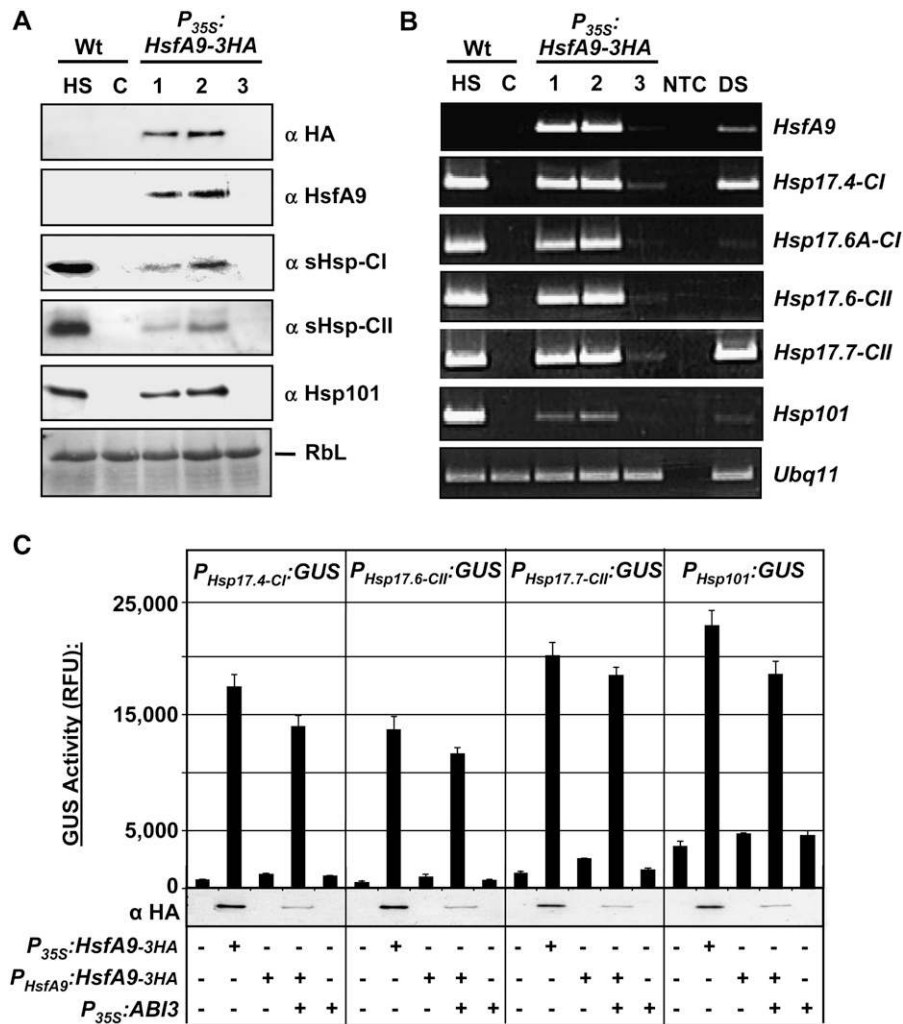 A
Wt
P35S:
HsfA9-3HA
HS C 1 2 3
α HA
α HsfA9
α sHsp-CI
α sHsp-CII
α Hsp101
RbL
B
Wt
P35S:
HsfA9-3HA
HS C 1 2 3 NTC DS
HsfA9
Hsp17.4-CI
Hsp17.6A-CI
Hsp17.6-CII
Hsp17.7-CII
Hsp101
Ubq11
C
PHsp17.4-CI:GUS PHsp17.6-CII:GUS PHsp17.7-CII:GUS PHsp101:GUS
GUS Activity (RFU):
25,000
15,000
5,000
0
α HA
P35S:HsfA9-3HA - + - - - - + - - - - + - - - - + - - -
PHsfA9:HsfA9-3HA - - + + - - - + + - - - + + - - - + + -
P35S:ABI3 - - - + + - - - + + - - - + + - - - + +